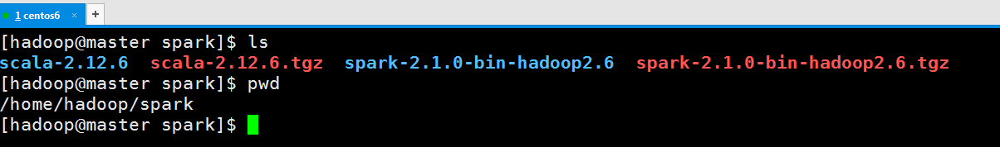 1 centos6 × +
[hadoop@master spark]$ ls
scala-2.12.6 scala-2.12.6.tgz spark-2.1.0-bin-hadoop2.6 spark-2.1.0-bin-hadoop2.6.tgz
[hadoop@master spark]$ pwd
/home/hadoop/spark
[hadoop@master spark]$